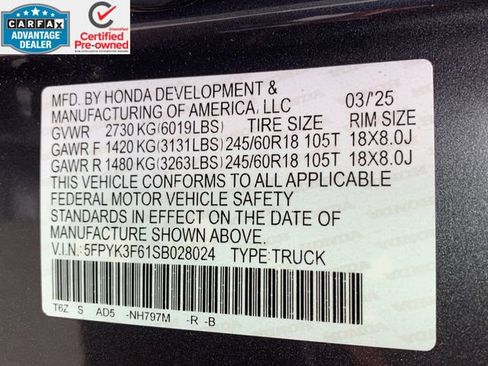 CARFAX
ADVANTAGE
DEALER
Certified
Pre-owned
MFD. BY HONDA DEVELOPMENT &
MANUFACTURING OF AMERICA, LLC 03/'25
GVWR 2730 KG(6019LBS) TIRE SIZE RIM SIZE
GAWR F 1420 KG(3131LBS) 245/60R18 105T 18X8.0J
GAWR R 1480 KG(3263LBS) 245/60R18 105T 18X8.0J
THIS VEHICLE CONFORMS TO ALL APPLICABLE
FEDERAL MOTOR VEHICLE SAFETY
STANDARDS IN EFFECT ON THE DATE OF
MANUFACTURE SHOWN ABOVE.
V.I.N.: 5FPYK3F61SB028024 TYPE:TRUCK
T6Z S AD5 -NH797M -R -B